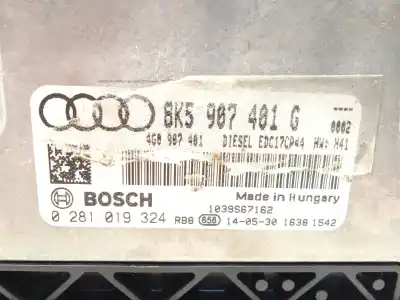 8K5 907 401 G
0002
4G0 907 401 DIESEL EDC17CP44 HW: H41
BOSCH
Made in Hungary
1039S67162
0 281 019 324 RBB 658 14-05-30 1638 1542